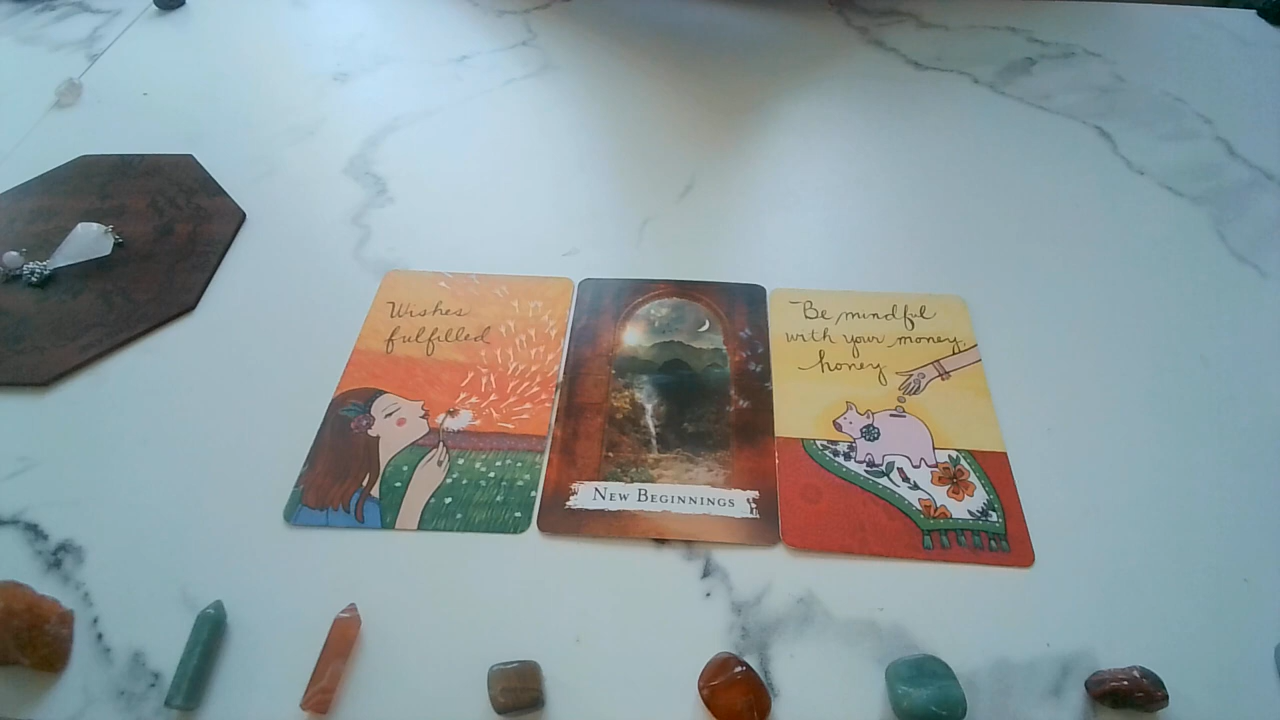 Wishes
fulfilled
New Beginnings
Be mindful
with your money,
honey